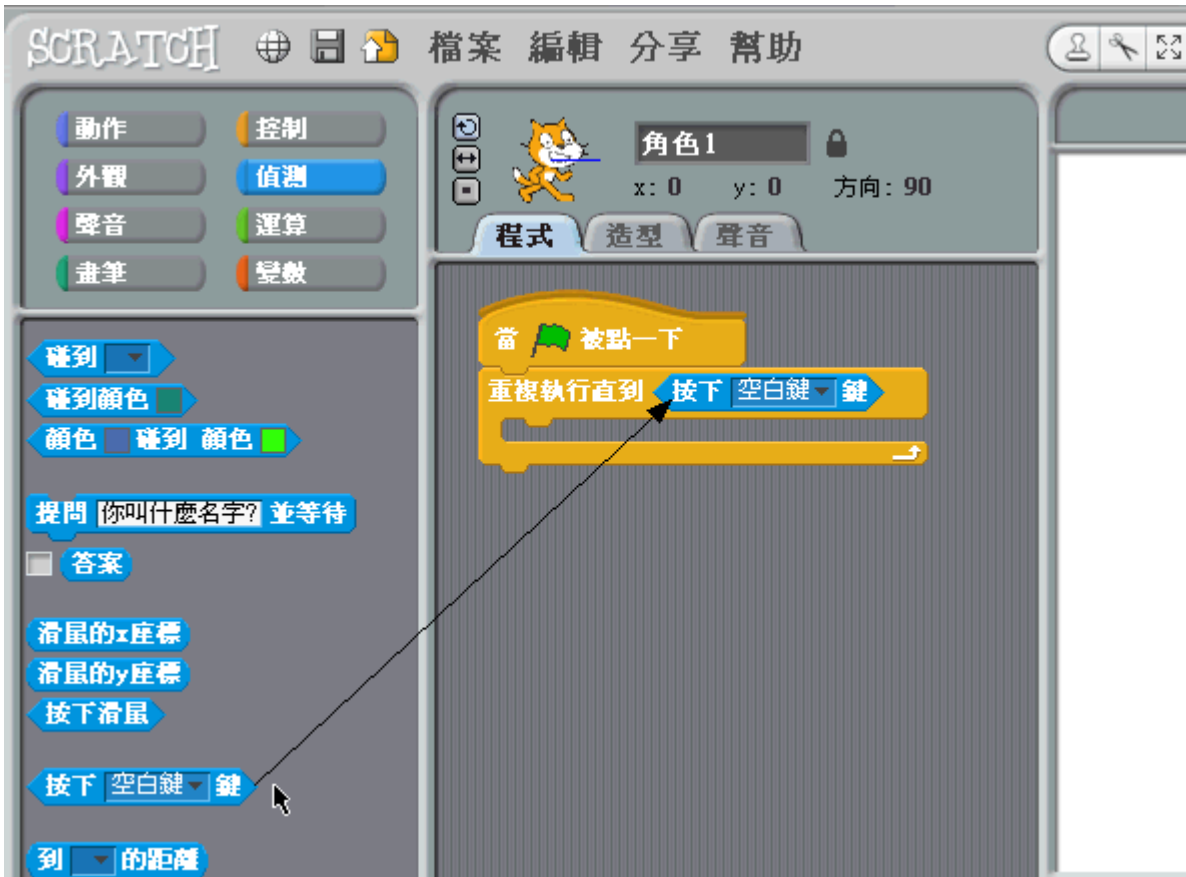 SCRATCH 檔案 編輯 分享 幫助
動作 控制
外觀 偵測
聲音 運算
畫筆 變數
角色1
x: 0 y: 0 方向: 90
程式 造型 聲音
當 被點一下
重複執行直到 按下 空白鍵 鍵
碰到
碰到顏色
顏色 碰到 顏色
提問 你叫什麼名字? 並等待
答案
滑鼠的x座標
滑鼠的y座標
按下滑鼠
按下 空白鍵 鍵
到 的距離